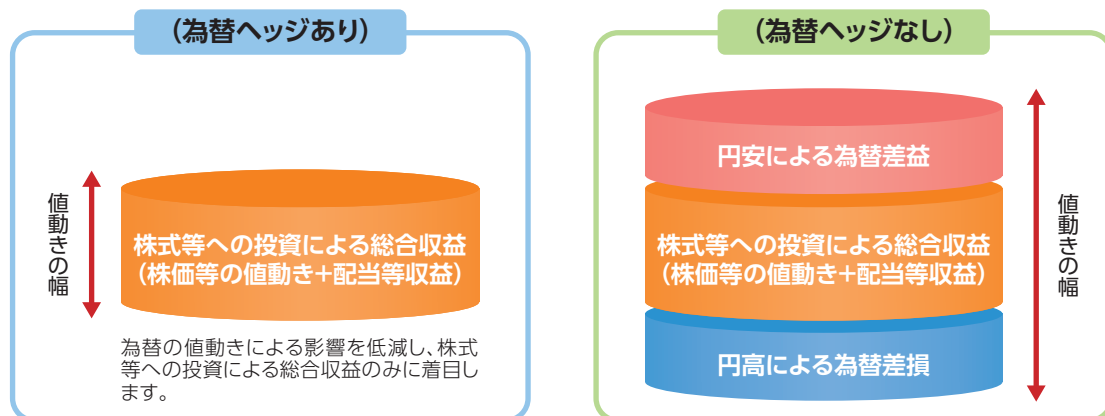 (為替ヘッジあり)
値動きの幅
株式等への投資による総合収益
(株価等の値動き+配当等収益)
為替の値動きによる影響を低減し、株式
等への投資による総合収益のみに着目し
ます。
(為替ヘッジなし)
円安による為替差益
株式等への投資による総合収益
(株価等の値動き+配当等収益)
円高による為替差損
値動きの幅